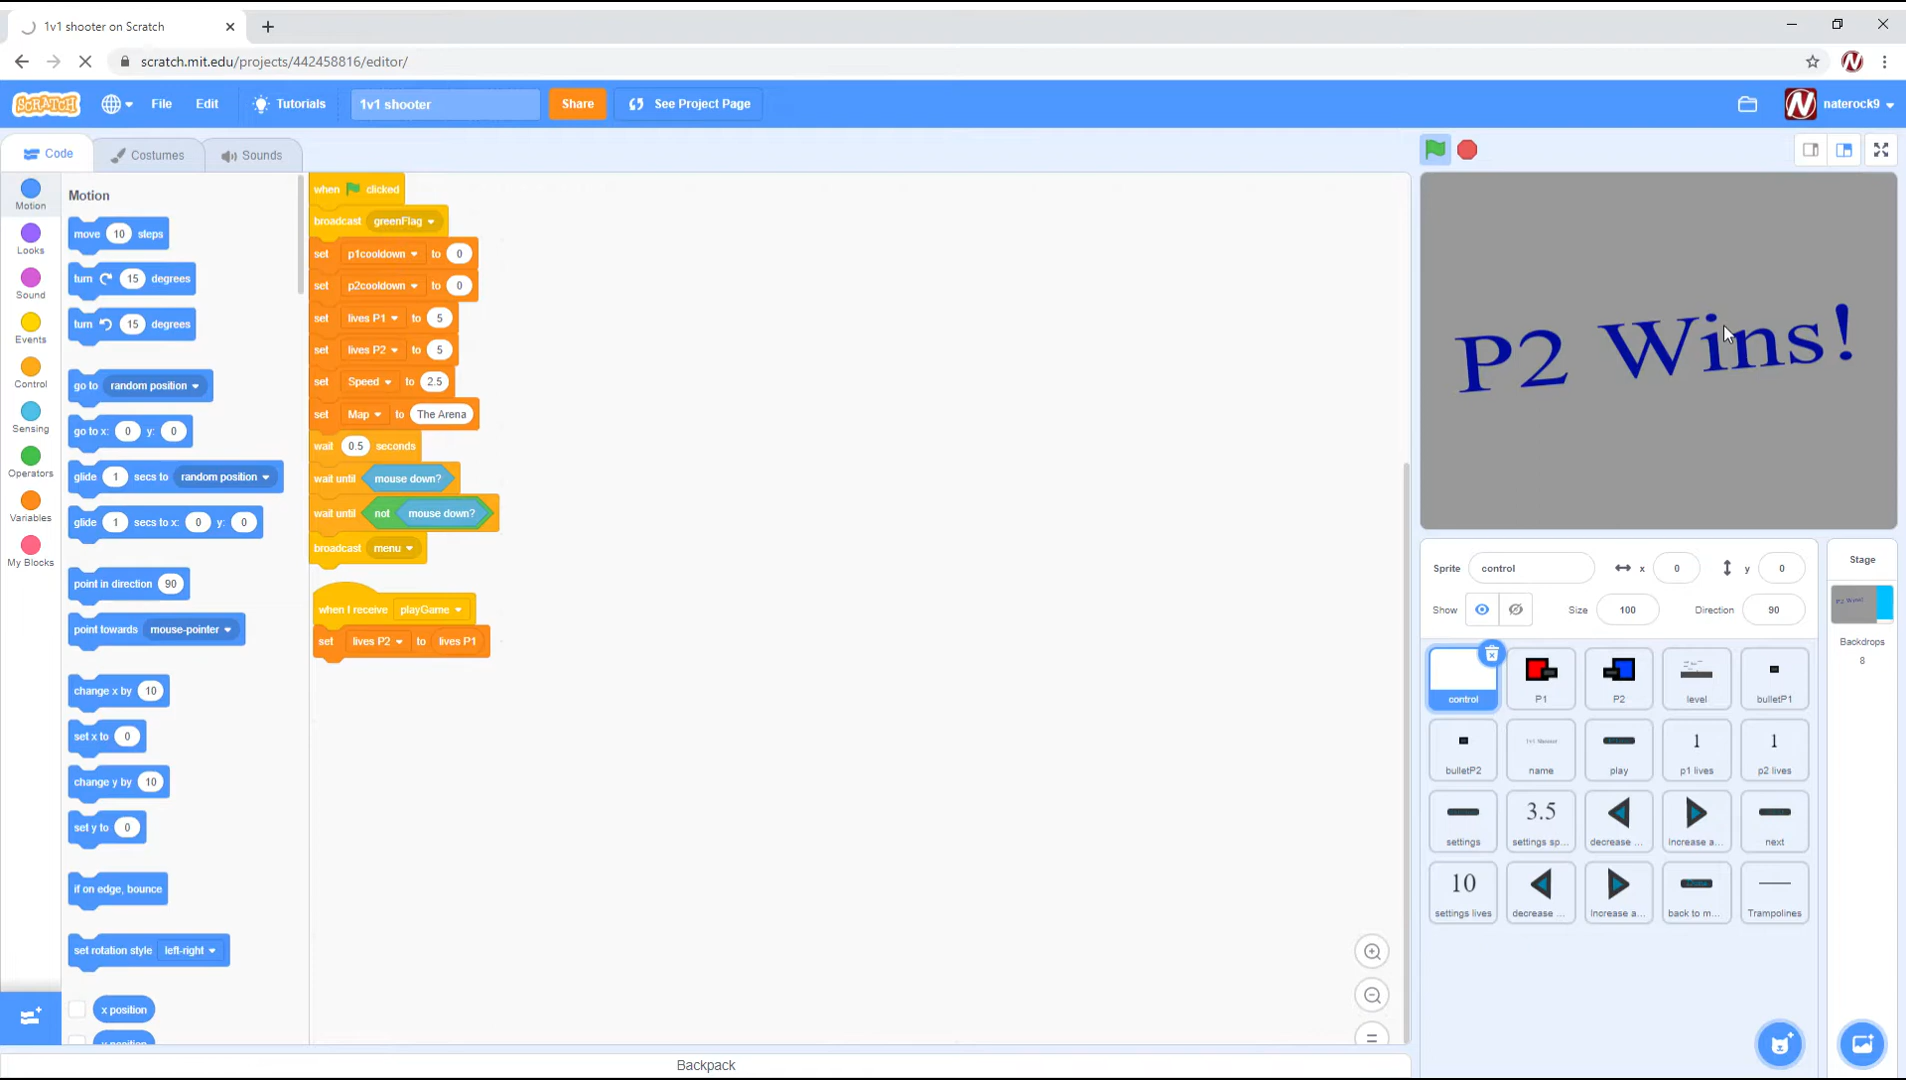 1v1 shooter on Scratch
scratch.mit.edu/projects/442458816/editor/
SCRATCH File Edit Tutorials 1v1 shooter Share See Project Page naterock9
Code Costumes Sounds
Motion
Looks
Sound
Events
Control
Sensing
Operators
Variables
My Blocks
Motion
move 10 steps
turn 15 degrees
turn 15 degrees
go to random position
go to x: 0 y: 0
glide 1 secs to random position
glide 1 secs to x: 0 y: 0
point in direction 90
point towards mouse-pointer
change x by 10
set x to 0
change y by 10
set y to 0
if on edge, bounce
set rotation style left-right
x position
when clicked
broadcast greenFlag
set p1cooldown to 0
set p2cooldown to 0
set lives P1 to 5
set lives P2 to 5
set Speed to 2.5
set Map to The Arena
wait 0.5 seconds
wait until mouse down?
wait until not mouse down?
broadcast menu
when I receive playGame
set lives P2 to lives P1
P2 Wins!
Sprite control x 0 y 0
Show Size 100 Direction 90
control P1 P2 level bulletP1
1v1 Shooter 1 1
bulletP2 name play p1 lives p2 lives
3.5
settings settings sp... decrease ... Increase a... next
10
settings lives decrease ... Increase a... back to m... Trampolines
Stage
P2 Wins!
Backdrops
8
Backpack